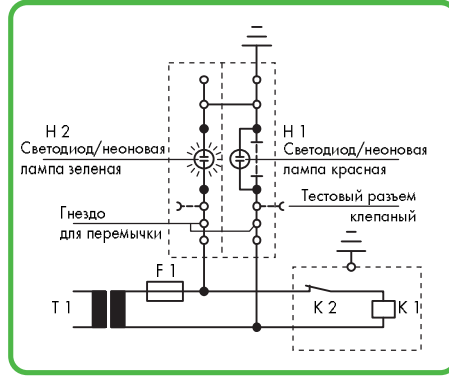 H 2
Светодиод/неоновая
лампа зеленая
H 1
Светодиод/неоновая
лампа красная
Гнездо
для перемычки
Тестовый разъем
клепаный
F 1
T 1
K 2
K 1